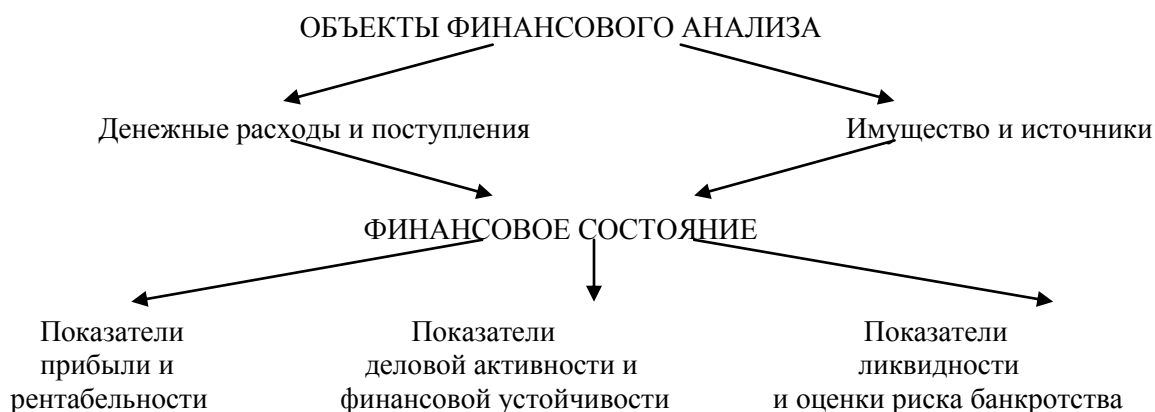 ОБЪЕКТЫ ФИНАНСОВОГО АНАЛИЗА
Денежные расходы и поступления
Имущество и источники
ФИНАНСОВОЕ СОСТОЯНИЕ
Показатели
прибыли и
рентабельности
Показатели
деловой активности и
финансовой устойчивости
Показатели
ликвидности
и оценки риска банкротства